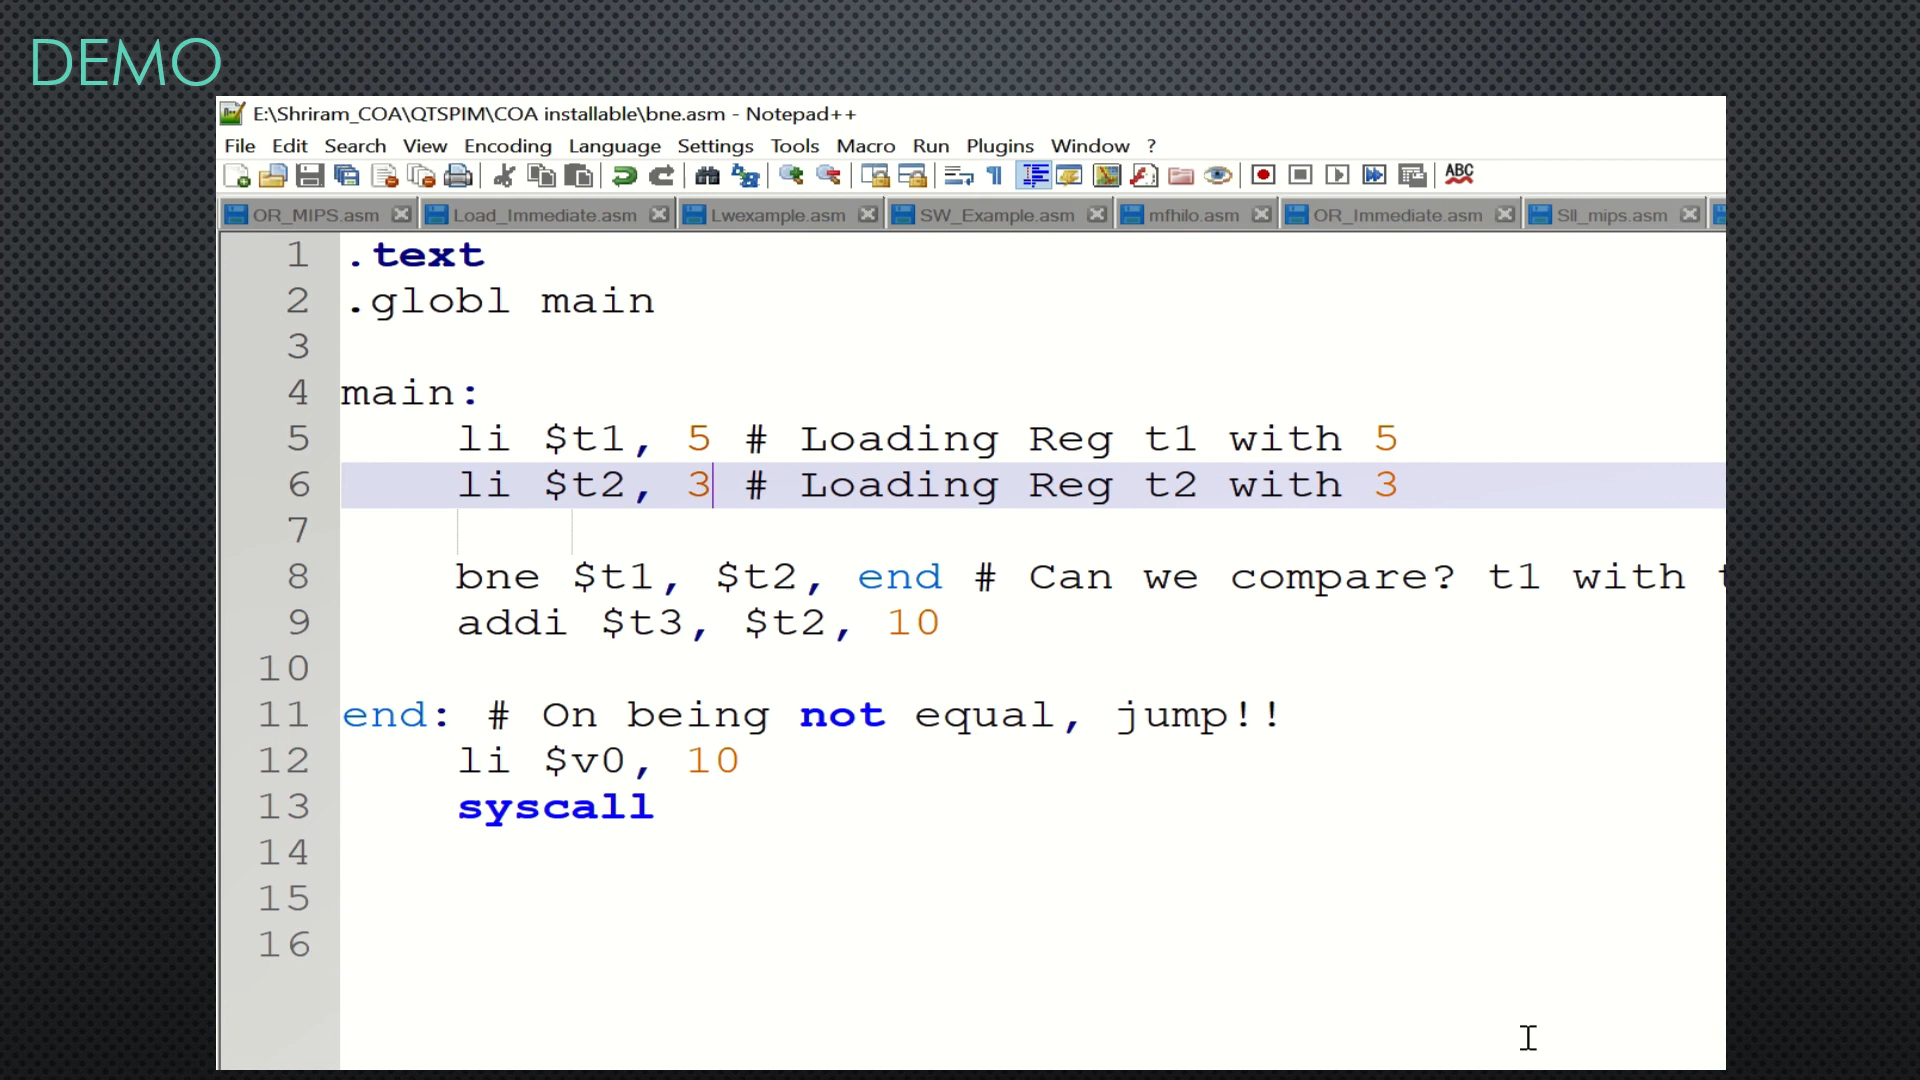 DEMO
E:\Shriram_COA\QTSPIM\COA installable\bne.asm - Notepad++
File Edit Search View Encoding Language Settings Tools Macro Run Plugins Window ?
ABC
OR_MIPS.asm Load_Immediate.asm Lwexample.asm SW_Example.asm mfhilo.asm OR_Immediate.asm Sll_mips.asm
1 .text
2 .globl main
3
4 main:
5 li $t1, 5 # Loading Reg t1 with 5
6 li $t2, 3 # Loading Reg t2 with 3
7
8 bne $t1, $t2, end # Can we compare? t1 with
9 addi $t3, $t2, 10
10
11 end: # On being not equal, jump!!
12 li $v0, 10
13 syscall
14
15
16